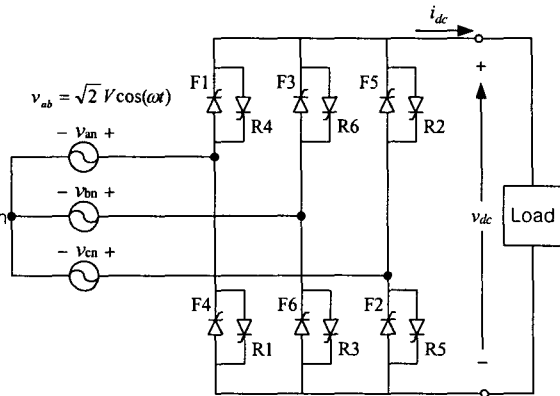 i_dc
F1 F3 F5
+
v_ab = √2 V cos(ωt)
R4 R6 R2
− v_an +
− v_bn +
n
v_dc
Load
− v_cn +
F4 F6 F2
R1 R3 R5
−